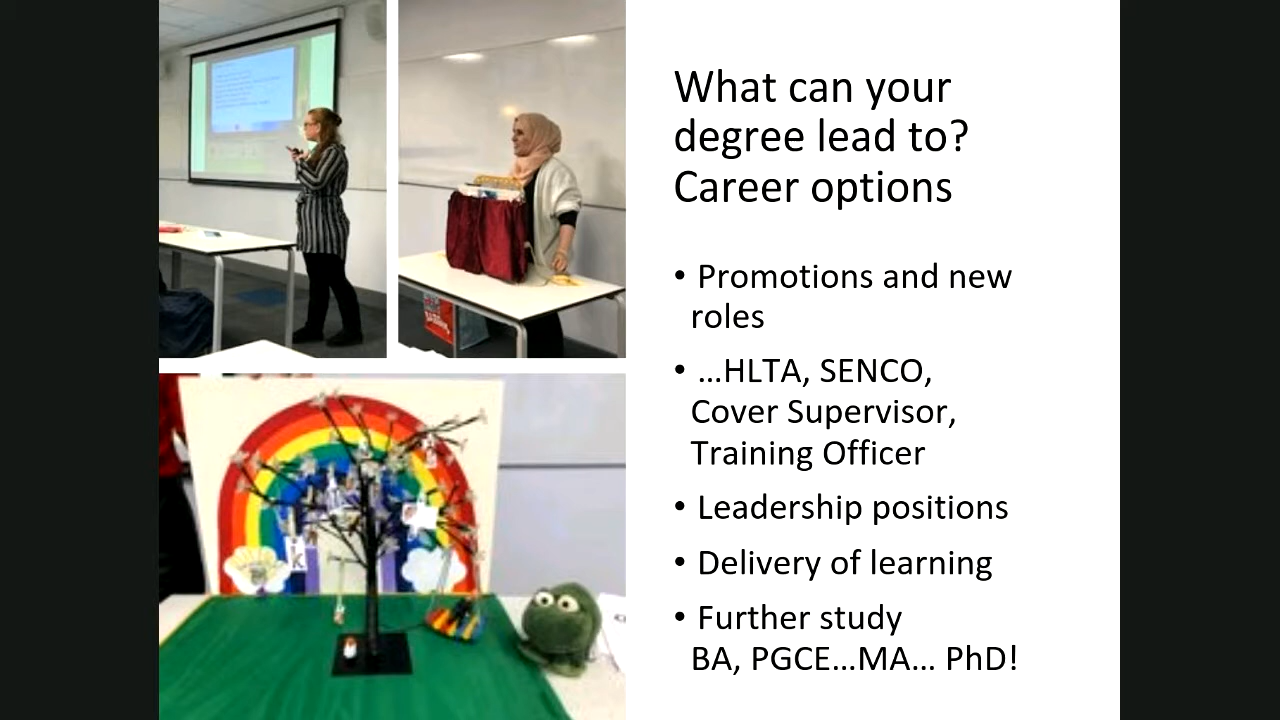 What can your
degree lead to?
Career options
• Promotions and new
roles
• …HLTA, SENCO,
Cover Supervisor,
Training Officer
• Leadership positions
• Delivery of learning
• Further study
BA, PGCE…MA… PhD!
k